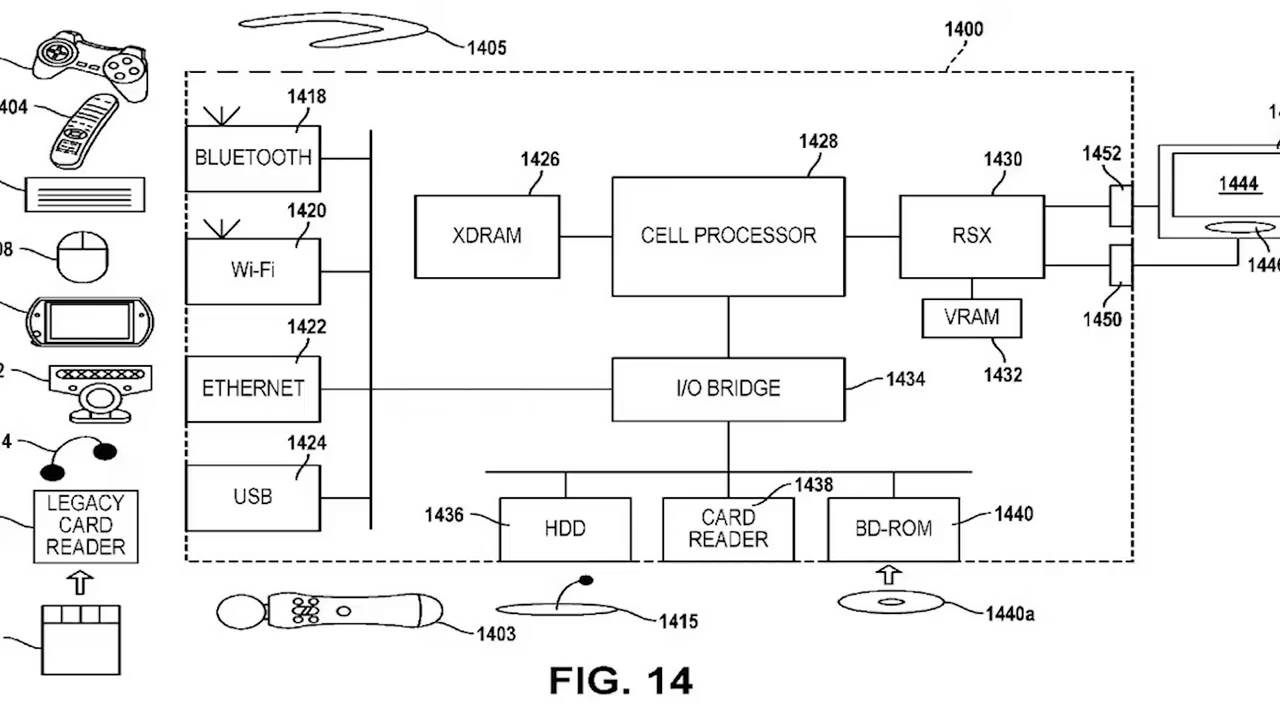 1405
1400
404
1418
BLUETOOTH
1426
XDRAM
1428
CELL PROCESSOR
1430
RSX
1452
1444
1446
1420
Wi-Fi
08
VRAM
1432
1450
1422
ETHERNET
I/O BRIDGE
1434
2
1424
USB
4
LEGACY
CARD
READER
1436
HDD
1438
CARD
READER
BD-ROM
1440
1403
1415
1440a
FIG. 14